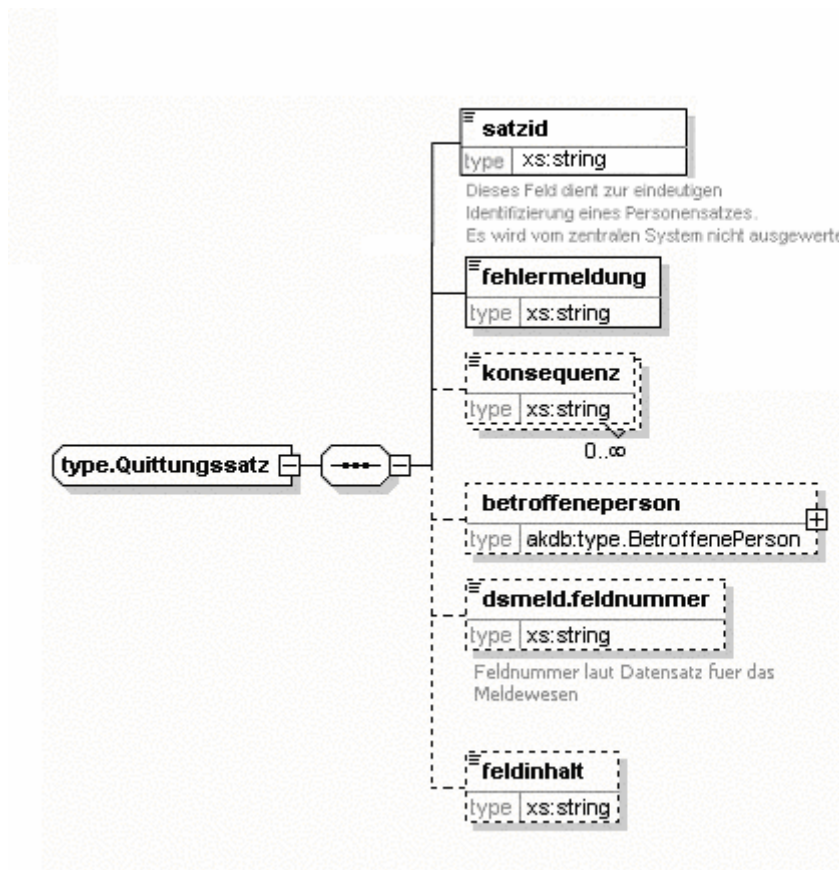 satzid
type xs:string
Dieses Feld dient zur eindeutigen
Identifizierung eines Personensatzes.
Es wird vom zentralen System nicht ausgewerte
fehlermeldung
type xs:string
konsequenz
type xs:string
0..∞
type.Quittungssatz
betroffeneperson
type akdb:type.BetroffenePerson
dsmeld.feldnummer
type xs:string
Feldnummer laut Datensatz fuer das
Meldewesen
feldinhalt
type xs:string